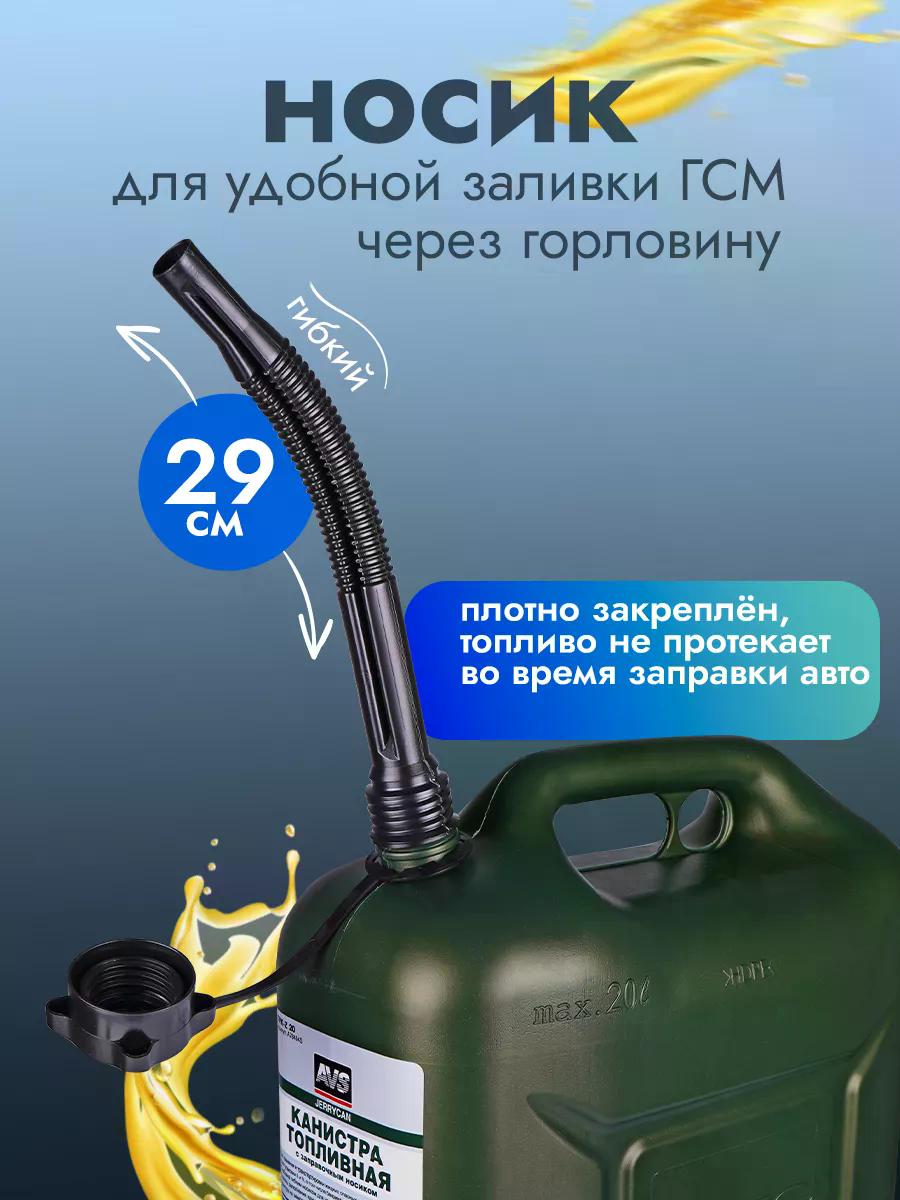 носик
для удобной заливки ГСМ
через горловину
гибкий
29
см
плотно закреплён,
топливо не протекает
во время заправки авто
max. 20ℓ
AVS
JERRYCAN
КАНИСТРА
ТОПЛИВНАЯ
с заправочным носиком